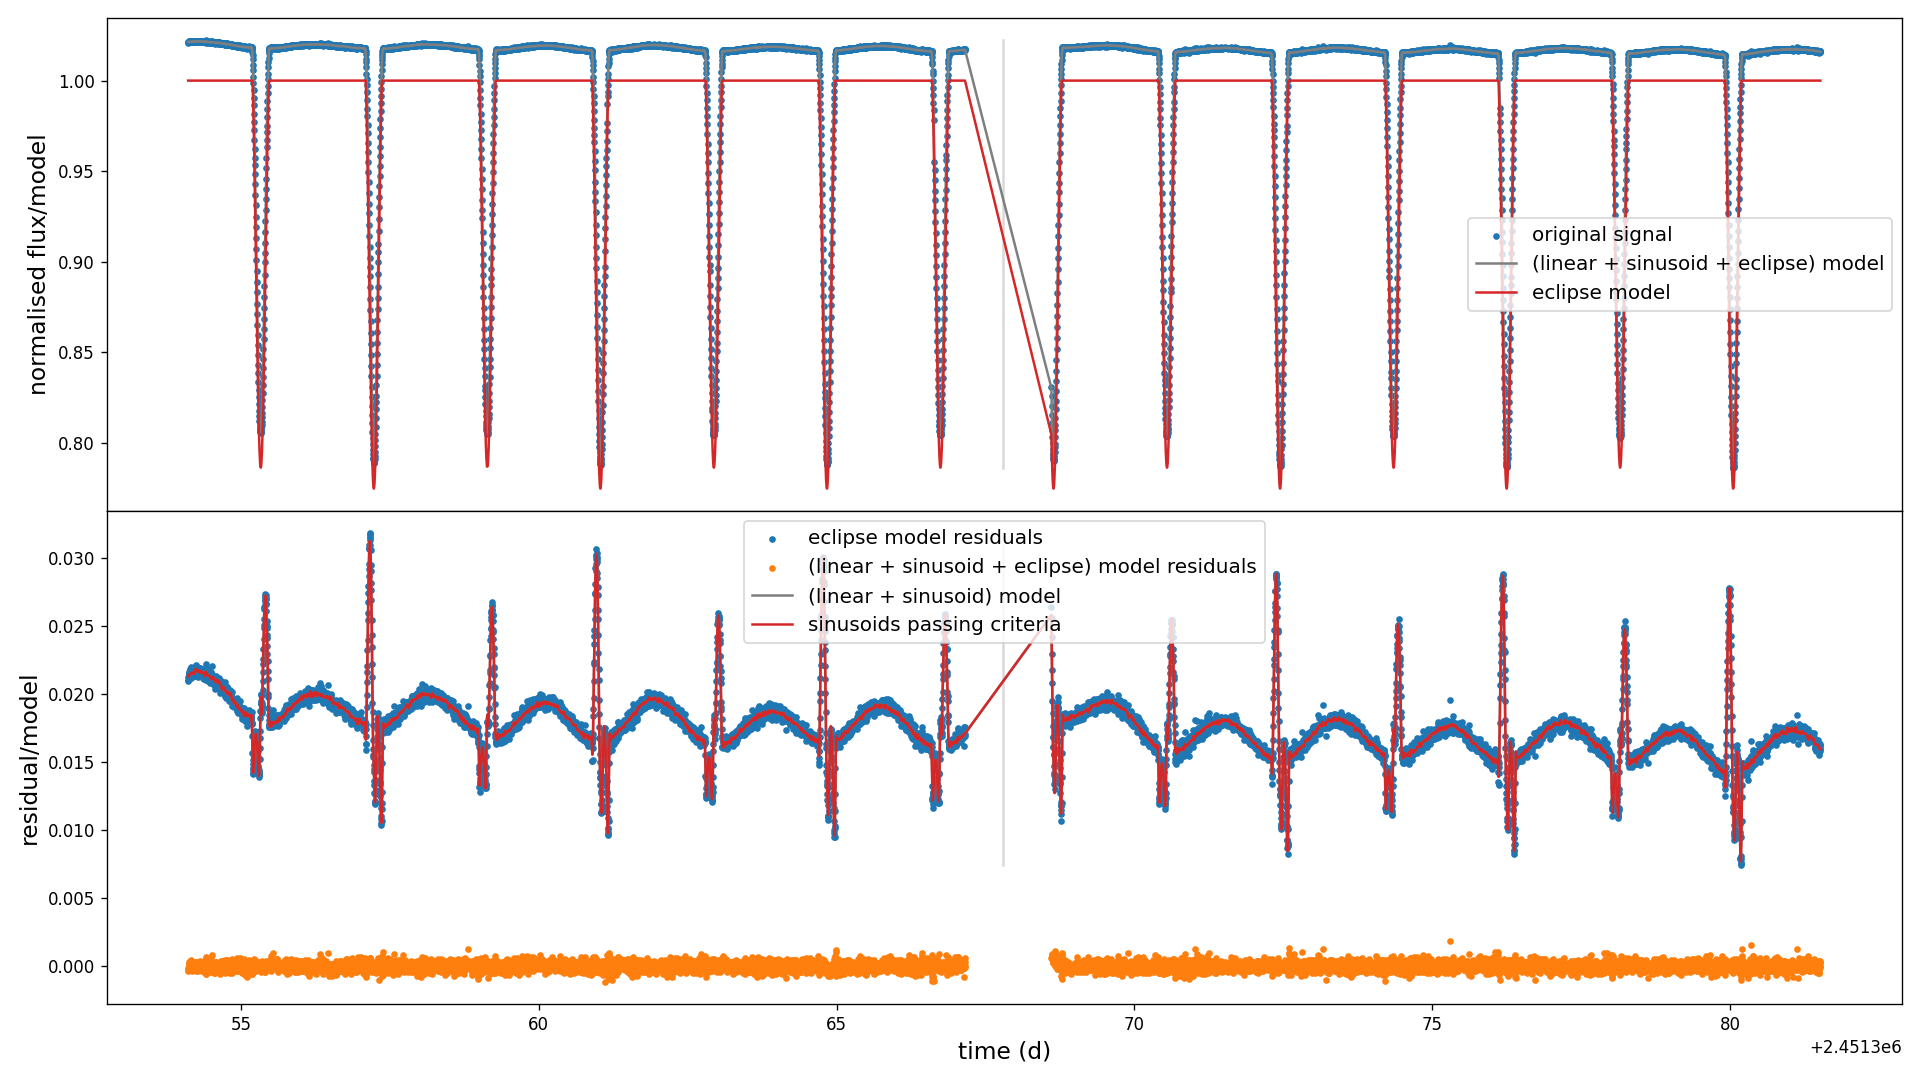 normalised flux/model
1.00
0.95
0.90
0.85
0.80
original signal
(linear + sinusoid + eclipse) model
eclipse model
residual/model
0.030
0.025
0.020
0.015
0.010
0.005
0.000
eclipse model residuals
(linear + sinusoid + eclipse) model residuals
(linear + sinusoid) model
sinusoids passing criteria
55
60
65
70
75
80
time (d)
+2.4513e6